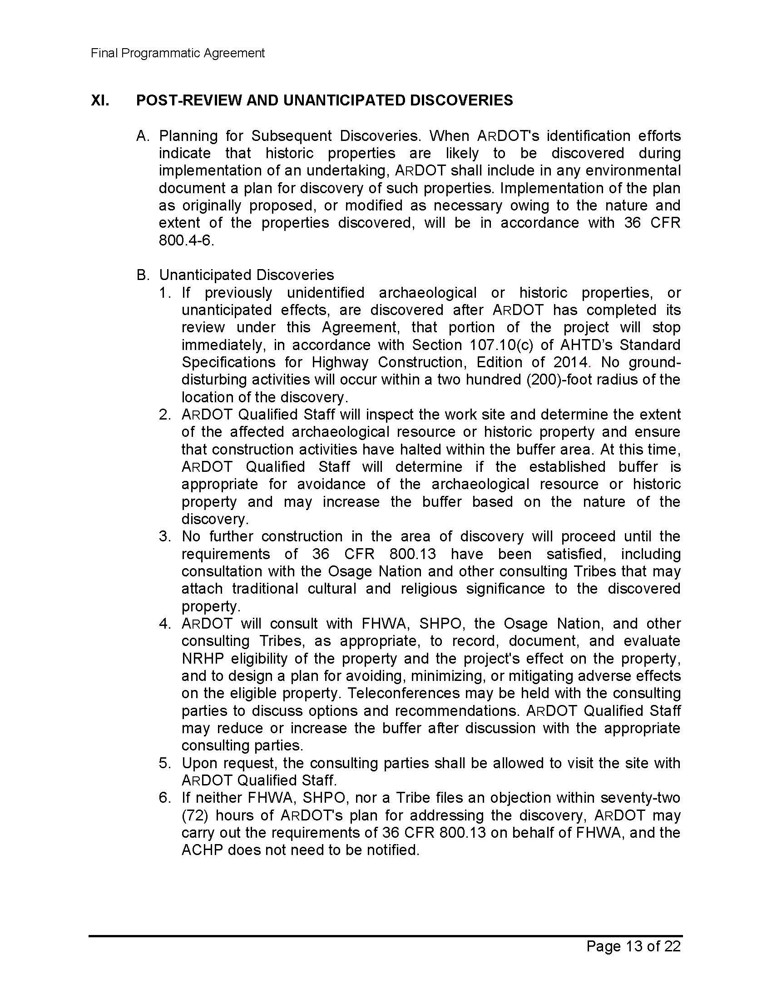 Final Programmatic Agreement
XI. POST-REVIEW AND UNANTICIPATED DISCOVERIES
A. Planning for Subsequent Discoveries. When ARDOT's identification efforts
indicate that historic properties are likely to be discovered during
implementation of an undertaking, ARDOT shall include in any environmental
document a plan for discovery of such properties. Implementation of the plan
as originally proposed, or modified as necessary owing to the nature and
extent of the properties discovered, will be in accordance with 36 CFR
800.4-6.
B. Unanticipated Discoveries
1. If previously unidentified archaeological or historic properties, or
unanticipated effects, are discovered after ARDOT has completed its
review under this Agreement, that portion of the project will stop
immediately, in accordance with Section 107.10(c) of AHTD’s Standard
Specifications for Highway Construction, Edition of 2014. No ground-
disturbing activities will occur within a two hundred (200)-foot radius of the
location of the discovery.
2. ARDOT Qualified Staff will inspect the work site and determine the extent
of the affected archaeological resource or historic property and ensure
that construction activities have halted within the buffer area. At this time,
ARDOT Qualified Staff will determine if the established buffer is
appropriate for avoidance of the archaeological resource or historic
property and may increase the buffer based on the nature of the
discovery.
3. No further construction in the area of discovery will proceed until the
requirements of 36 CFR 800.13 have been satisfied, including
consultation with the Osage Nation and other consulting Tribes that may
attach traditional cultural and religious significance to the discovered
property.
4. ARDOT will consult with FHWA, SHPO, the Osage Nation, and other
consulting Tribes, as appropriate, to record, document, and evaluate
NRHP eligibility of the property and the project's effect on the property,
and to design a plan for avoiding, minimizing, or mitigating adverse effects
on the eligible property. Teleconferences may be held with the consulting
parties to discuss options and recommendations. ARDOT Qualified Staff
may reduce or increase the buffer after discussion with the appropriate
consulting parties.
5. Upon request, the consulting parties shall be allowed to visit the site with
ARDOT Qualified Staff.
6. If neither FHWA, SHPO, nor a Tribe files an objection within seventy-two
(72) hours of ARDOT's plan for addressing the discovery, ARDOT may
carry out the requirements of 36 CFR 800.13 on behalf of FHWA, and the
ACHP does not need to be notified.
Page 13 of 22